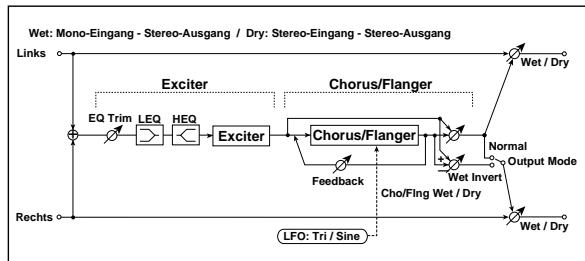 Wet: Mono-Eingang - Stereo-Ausgang / Dry: Stereo-Eingang - Stereo-Ausgang
Links
Wet / Dry
Exciter
Chorus/Flanger
EQ Trim
LEQ
HEQ
Exciter
Chorus/Flanger
Normal
Output Mode
+
−
Wet Invert
Feedback
Cho/Flng Wet / Dry
Rechts
LFO: Tri / Sine
Wet / Dry